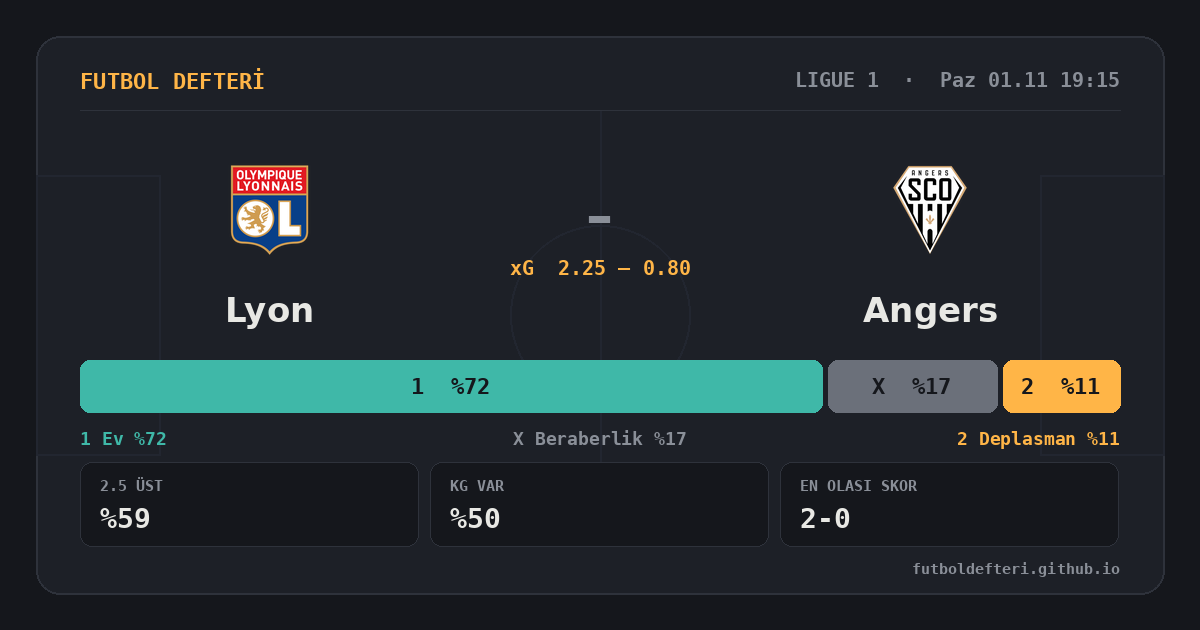 FUTBOL DEFTERİ
LIGUE 1 · Paz 01.11 19:15
OLYMPIQUE
LYONNAIS
OL
ANGERS
SCO
–
xG 2.25 – 0.80
Lyon
Angers
1 %72
X %17
2 %11
1 Ev %72
X Beraberlik %17
2 Deplasman %11
2.5 ÜST
%59
KG VAR
%50
EN OLASI SKOR
2-0
futboldefteri.github.io